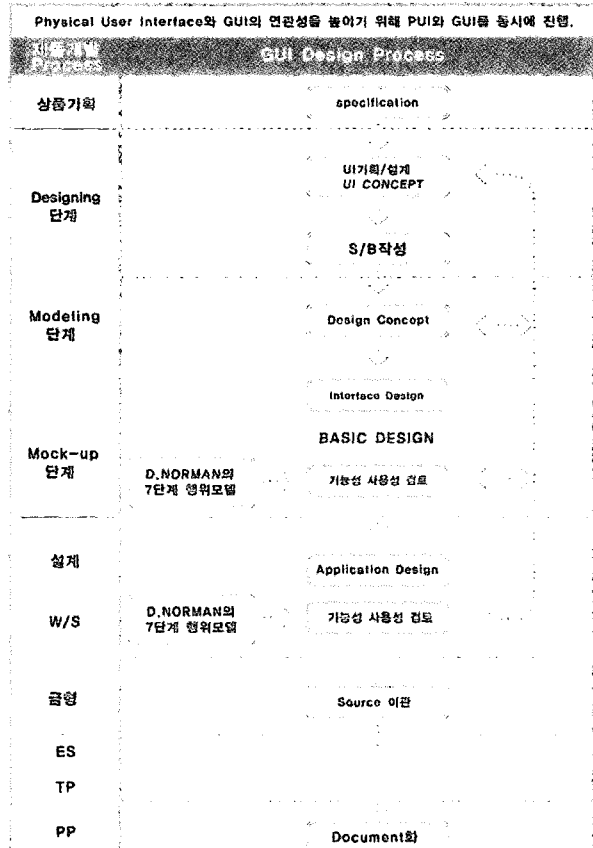 Physical User Interface와 GUI의 연관성을 높이기 위해 PUI와 GUI를 동시에 진행.
제품개발
Process
GUI Design Process
상품기획
specification
UI기획/설계
UI CONCEPT
Designing
단계
S/B작성
Modeling
단계
Design Concept
Interface Design
BASIC DESIGN
Mock-up
단계
D.NORMAN의
7단계 행위모델
기능성 사용성 검토
설계
Application Design
W/S
D.NORMAN의
7단계 행위모델
기능성 사용성 검토
금형
Source 이관
ES
TP
PP
Document화